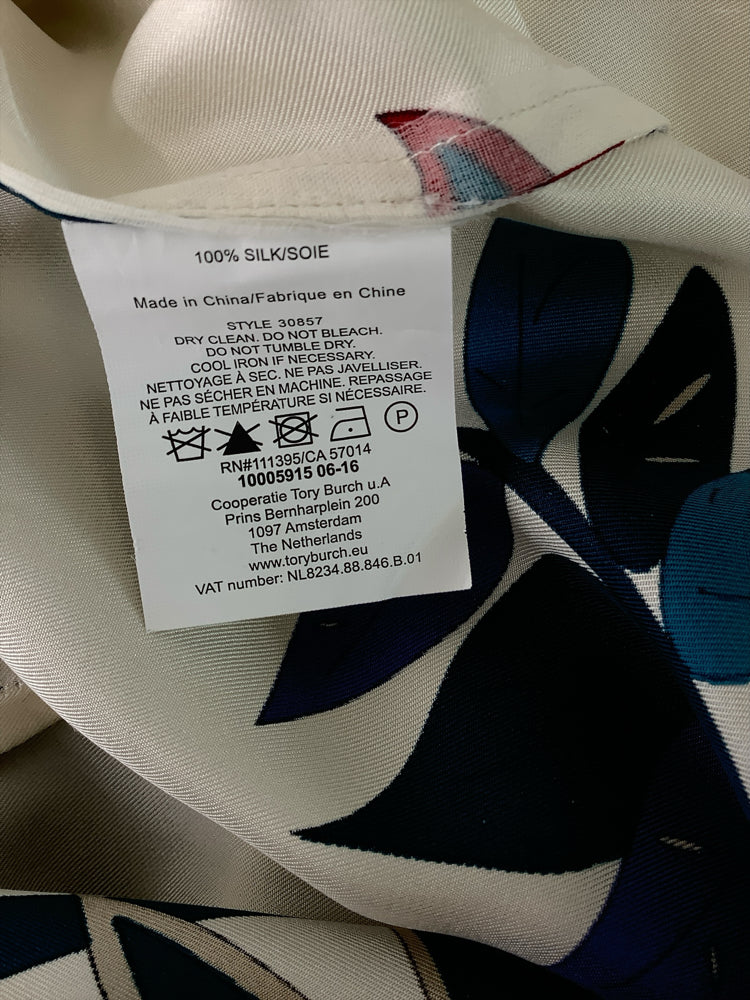 100% SILK/SOIE
Made in China/Fabrique en Chine
STYLE 30857
DRY CLEAN. DO NOT BLEACH.
DO NOT TUMBLE DRY.
COOL IRON IF NECESSARY.
NETTOYAGE À SEC. NE PAS JAVELLISER.
NE PAS SÉCHER EN MACHINE. REPASSAGE
À FAIBLE TEMPÉRATURE SI NÉCESSAIRE.
P
RN#111395/CA 57014
10005915 06-16
Cooperatie Tory Burch u.A
Prins Bernharplein 200
1097 Amsterdam
The Netherlands
www.toryburch.eu
VAT number: NL8234.88.846.B.01